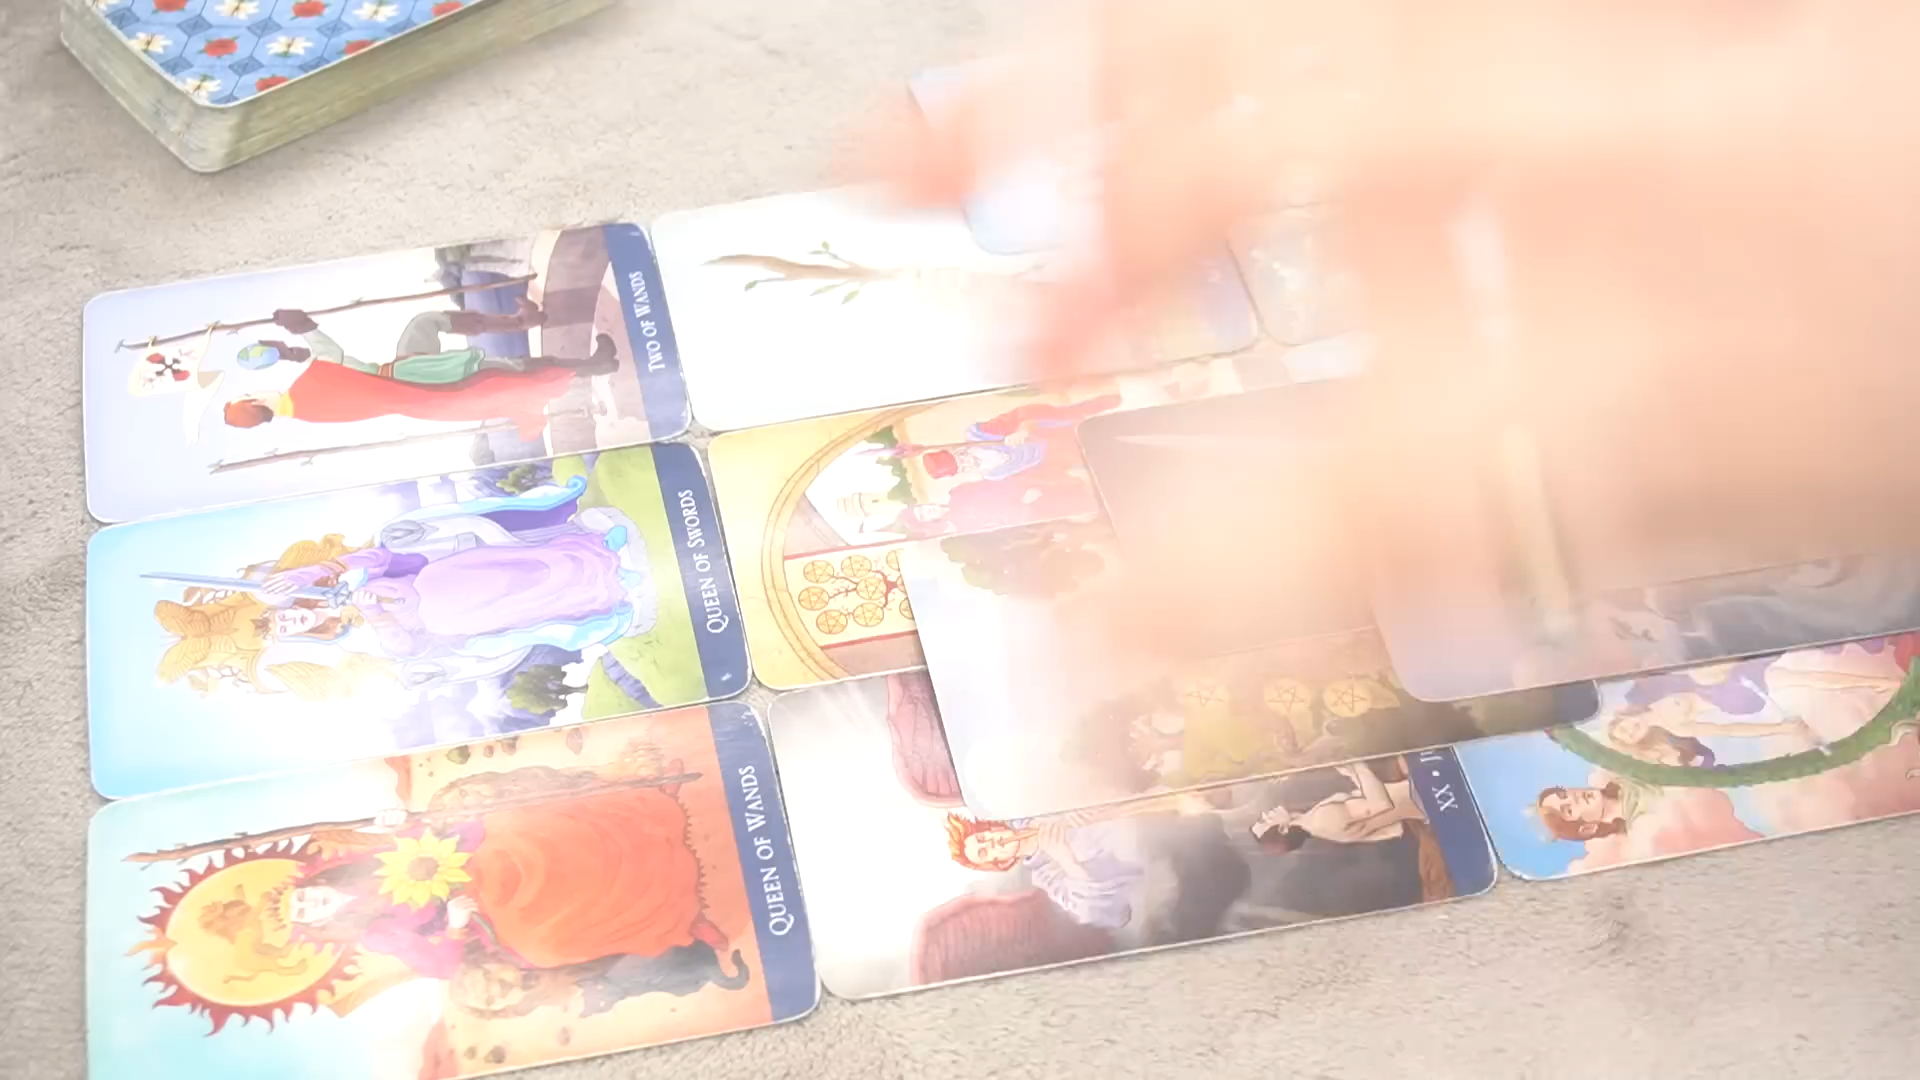 TWO OF WANDS
QUEEN OF SWORDS
QUEEN OF WANDS
XX •